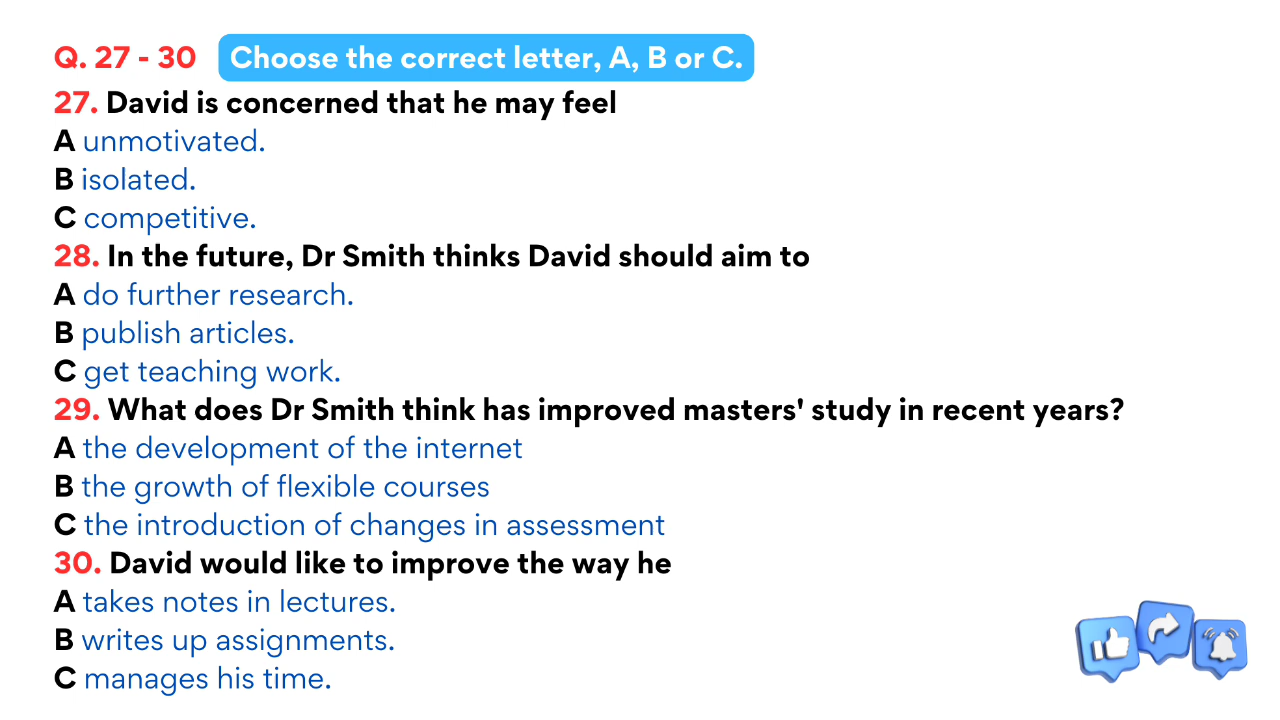 Q. 27 - 30 Choose the correct letter, A, B or C.
27. David is concerned that he may feel
A unmotivated.
B isolated.
C competitive.
28. In the future, Dr Smith thinks David should aim to
A do further research.
B publish articles.
C get teaching work.
29. What does Dr Smith think has improved masters' study in recent years?
A the development of the internet
B the growth of flexible courses
C the introduction of changes in assessment
30. David would like to improve the way he
A takes notes in lectures.
B writes up assignments.
C manages his time.